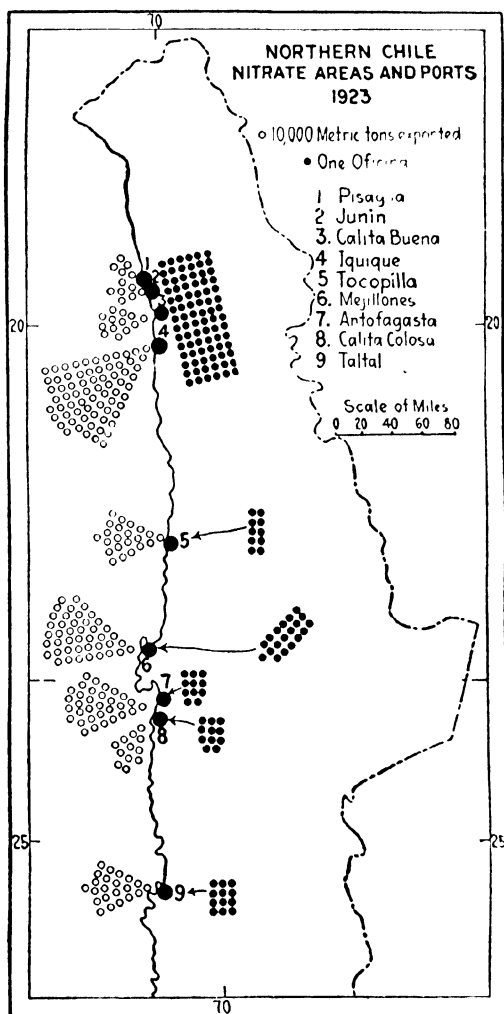 70
NORTHERN CHILE
NITRATE AREAS AND PORTS
1923
10,000 Metric tons exported
One Oficina
1 Pisagua
2 Junin
3. Calita Buena
4 Iquique
5 Tocopilla
6. Mejillones
7. Antofagasta
8. Calita Colosa
9 Taltal
Scale of Miles
0 20 40 60 80
1
2
3
4
20
20
5
6
7
8
25
25
9
70